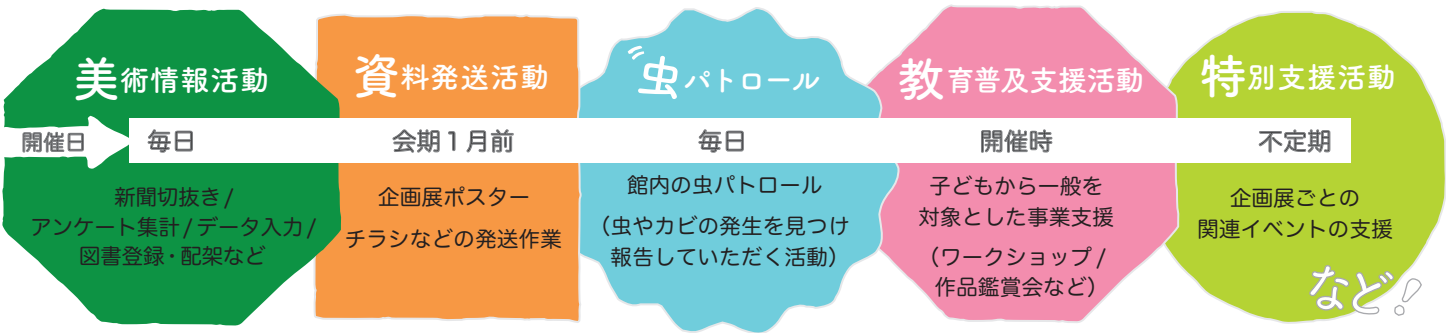 美術情報活動
資料発送活動
虫パトロール
教育普及支援活動
特別支援活動
開催日
毎日
会期1月前
毎日
開催時
不定期
新聞切抜き/
アンケート集計/データ入力/
図書登録・配架など
企画展ポスター
チラシなどの発送作業
館内の虫パトロール
（虫やカビの発生を見つけ
報告していただく活動）
子どもから一般を
対象とした事業支援
（ワークショップ/
作品鑑賞会など）
企画展ごとの
関連イベントの支援
など！